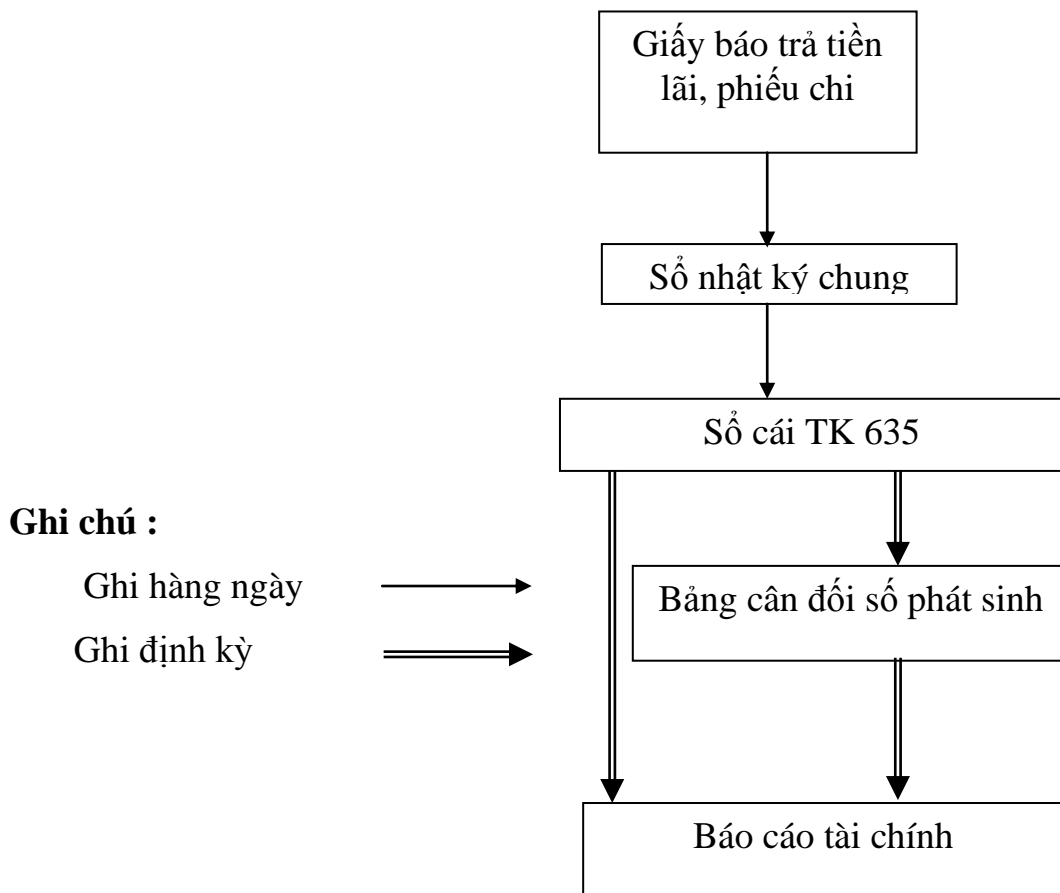 Giấy báo trả tiền
lãi, phiếu chi
Sổ nhật ký chung
Sổ cái TK 635
Ghi chú :
Ghi hàng ngày
Ghi định kỳ
Bảng cân đối số phát sinh
Báo cáo tài chính